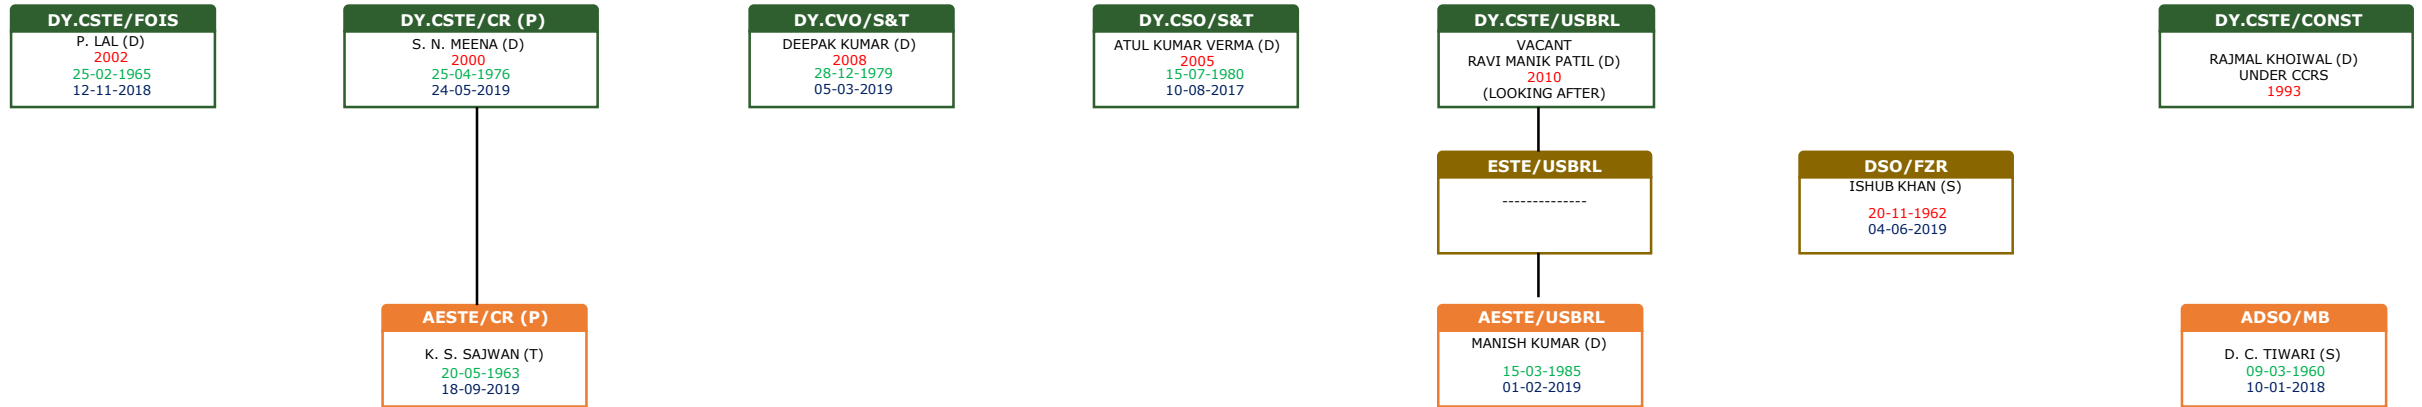 DY.CSTE/FOIS
P. LAL (D)
2002
25-02-1965
12-11-2018
DY.CSTE/CR (P)
S. N. MEENA (D)
2000
25-04-1976
24-05-2019
DY.CVO/S&T
DEEPAK KUMAR (D)
2008
28-12-1979
05-03-2019
DY.CSO/S&T
ATUL KUMAR VERMA (D)
2005
15-07-1980
10-08-2017
DY.CSTE/USBRL
VACANT
RAVI MANIK PATIL (D)
2010
(LOOKING AFTER)
DY.CSTE/CONST
RAJMAL KHOIWAL (D)
UNDER CCRS
1993
ESTE/USBRL
--------------
DSO/FZR
ISHUB KHAN (S)
20-11-1962
04-06-2019
AESTE/CR (P)
K. S. SAJWAN (T)
20-05-1963
18-09-2019
AESTE/USBRL
MANISH KUMAR (D)
15-03-1985
01-02-2019
ADSO/MB
D. C. TIWARI (S)
09-03-1960
10-01-2018